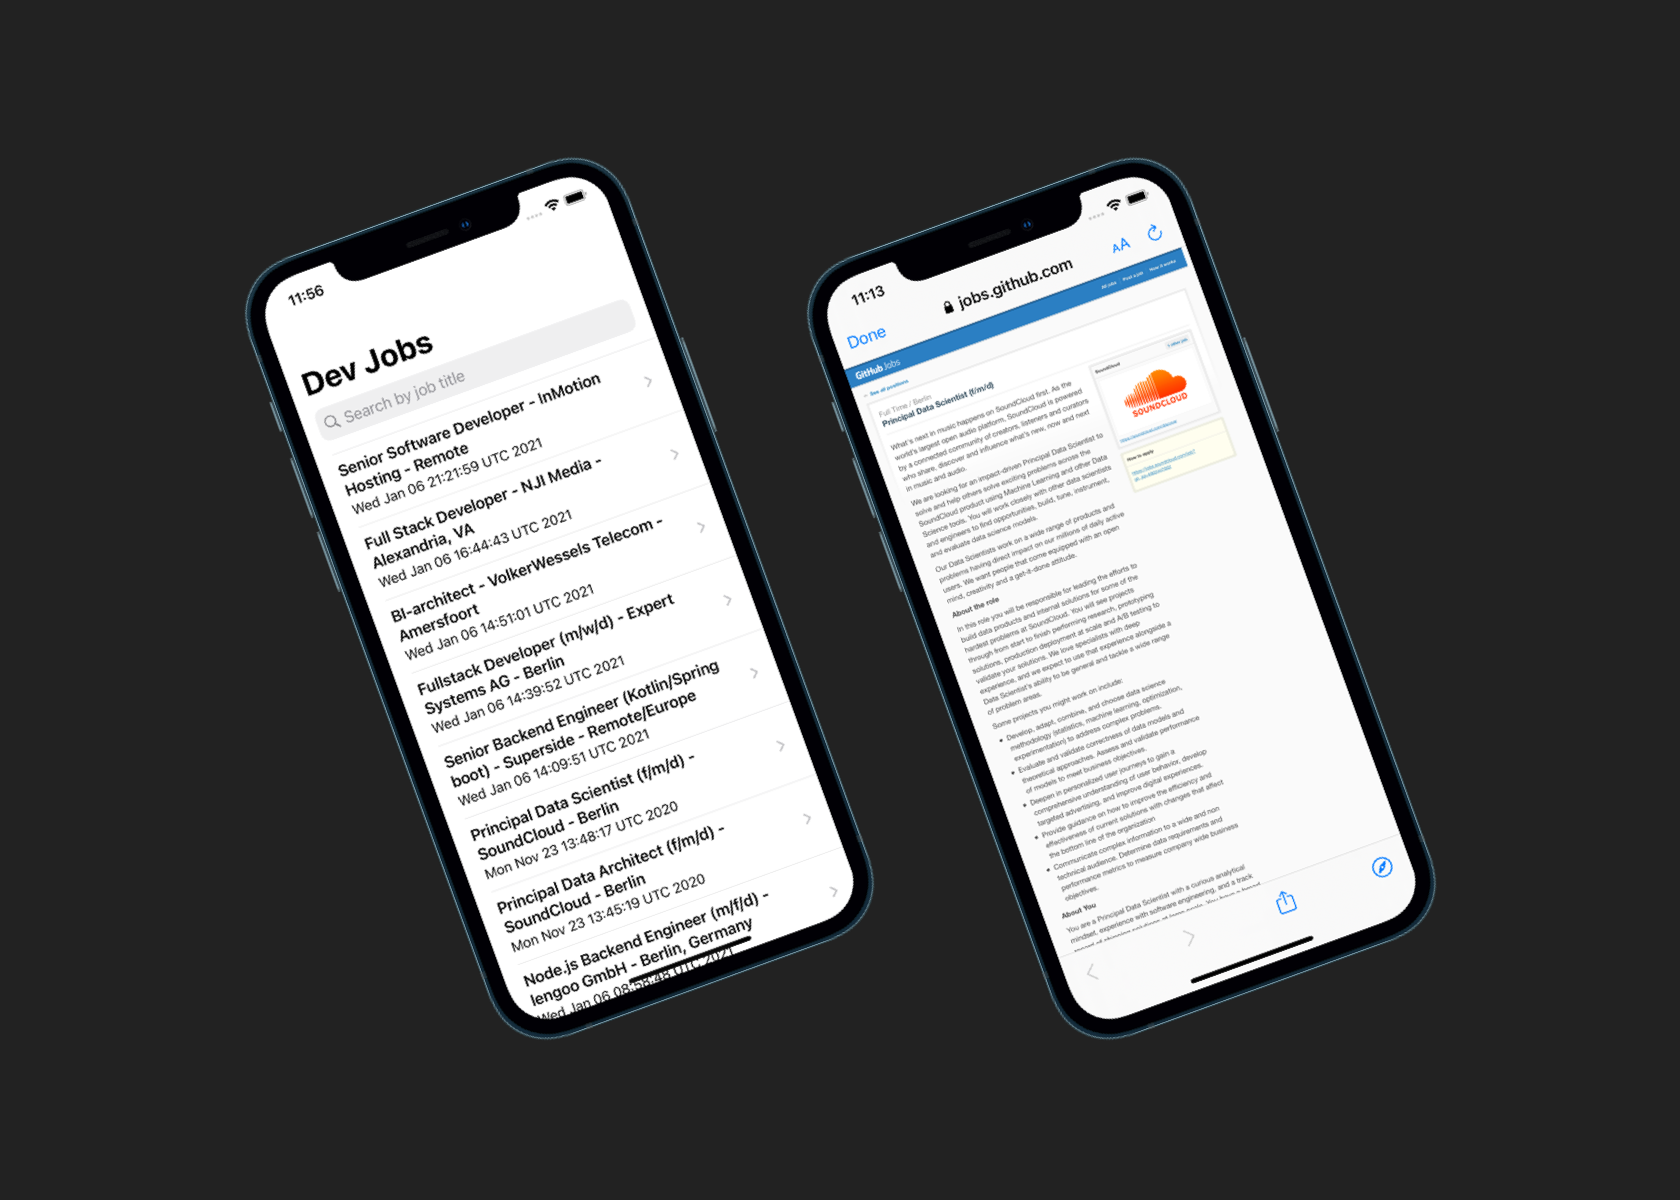 11:56
Dev Jobs
Search by job title
Senior Software Developer - InMotion
Hosting - Remote
Wed Jan 06 21:21:59 UTC 2021
Full Stack Developer - NJI Media -
Alexandria, VA
Wed Jan 06 16:44:43 UTC 2021
BI-architect - VolkerWessels Telecom -
Amersfoort
Wed Jan 06 14:51:01 UTC 2021
Fullstack Developer (m/w/d) - Expert
Systems AG - Berlin
Wed Jan 06 14:39:52 UTC 2021
Senior Backend Engineer (Kotlin/Spring
boot) - Superside - Remote/Europe
Wed Jan 06 14:09:51 UTC 2021
Principal Data Scientist (f/m/d) -
SoundCloud - Berlin
Mon Nov 23 13:48:17 UTC 2020
Principal Data Architect (f/m/d) -
SoundCloud - Berlin
Mon Nov 23 13:45:19 UTC 2020
Node.js Backend Engineer (m/f/d) -
lengoo GmbH - Berlin, Germany
Wed Jan 06 08:58:48 UTC 2021
11:13
Done
jobs.github.com
AA
GitHub Jobs
All jobs Post a job How it works
← See all positions
Full Time / Berlin
Principal Data Scientist (f/m/d)
What's next in music happens on SoundCloud first. As the
world's largest open audio platform, SoundCloud is powered
by a connected community of creators, listeners and curators
who share, discover and influence what's new, now and next
in music and audio.
We are looking for an impact-driven Principal Data Scientist to
solve and help others solve exciting problems across the
SoundCloud product using Machine Learning and other Data
Science tools. You will work closely with other data scientists
and engineers to find opportunities, build, tune, instrument,
and evaluate data science models.
Our Data Scientists work on a wide range of products and
problems having direct impact on our millions of daily active
users. We want people that come equipped with an open
mind, creativity and a get-it-done attitude.
About the role
In this role you will be responsible for leading the efforts to
build data products and internal solutions for some of the
hardest problems at SoundCloud. You will see projects
through from start to finish performing research, prototyping
solutions, production deployment at scale and A/B testing to
validate your solutions. We love specialists with deep
experience, and we expect to use that experience alongside a
Data Scientist's ability to be general and tackle a wide range
of problem areas.
Some projects you might work on include:
• Develop, adapt, combine, and choose data science
methodology (statistics, machine learning, optimization,
experimentation) to address complex problems.
• Evaluate and validate correctness of data models and
theoretical approaches. Assess and validate performance
of models to meet business objectives.
• Deepen in personalized user journeys to gain a
comprehensive understanding of user behavior, develop
targeted advertising, and improve digital experiences.
• Provide guidance on how to improve the efficiency and
effectiveness of current solutions with changes that affect
the bottom line of the organization
• Communicate complex information to a wide and non
technical audience. Determine data requirements and
performance metrics to measure company wide business
objectives.
About You
You are a Principal Data Scientist with a curious analytical
mindset, experience with software engineering, and a track
SoundCloud
SOUNDCLOUD
How to apply